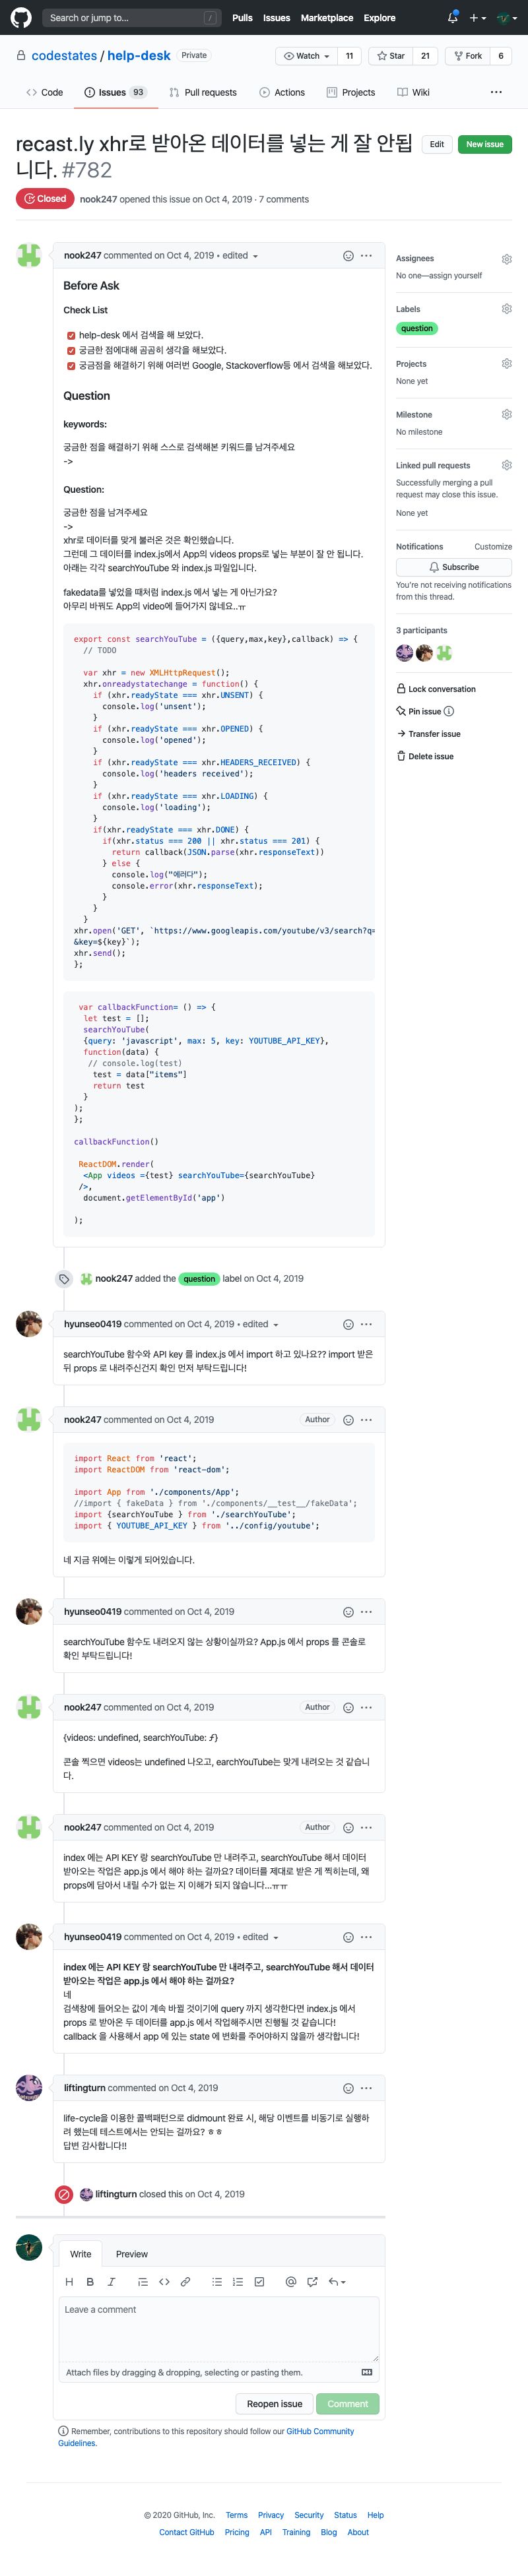 Search or jump to... /
Pulls Issues Marketplace Explore
codestates / help-desk Private
Watch 11 Star 21 Fork 6
Code Issues 93 Pull requests Actions Projects Wiki
recast.ly xhr로 받아온 데이터를 넣는 게 잘 안됩
니다. #782
Edit New issue
Closed nook247 opened this issue on Oct 4, 2019 · 7 comments
nook247 commented on Oct 4, 2019 • edited
Before Ask
Check List
help-desk 에서 검색을 해 보았다.
궁금한 점에대해 곰곰히 생각을 해보았다.
궁금점을 해결하기 위해 여러번 Google, Stackoverflow등 에서 검색을 해보았다.
Question
keywords:
궁금한 점을 해결하기 위해 스스로 검색해본 키워드를 남겨주세요
->
Question:
궁금한 점을 남겨주세요
->
xhr로 데이터를 맞게 불러온 것은 확인했습니다.
그런데 그 데이터를 index.js에서 App의 videos props로 넣는 부분이 잘 안 됩니다.
아래는 각각 searchYouTube 와 index.js 파일입니다.
fakedata를 넣었을 때처럼 index.js 에서 넣는 게 아닌가요?
아무리 바꿔도 App의 video에 들어가지 않네요..ㅠ
export const searchYouTube = ({query,max,key},callback) => {
// TODO
var xhr = new XMLHttpRequest();
xhr.onreadystatechange = function() {
if (xhr.readyState === xhr.UNSENT) {
console.log('unsent');
}
if (xhr.readyState === xhr.OPENED) {
console.log('opened');
}
if (xhr.readyState === xhr.HEADERS_RECEIVED) {
console.log('headers received');
}
if (xhr.readyState === xhr.LOADING) {
console.log('loading');
}
if(xhr.readyState === xhr.DONE) {
if(xhr.status === 200 || xhr.status === 201) {
return callback(JSON.parse(xhr.responseText))
} else {
console.log("에러다");
console.error(xhr.responseText);
}
}
}
xhr.open('GET', `https://www.googleapis.com/youtube/v3/search?q=
&key=${key}`);
xhr.send();
};
var callbackFunction= () => {
let test = [];
searchYouTube(
{query: 'javascript', max: 5, key: YOUTUBE_API_KEY},
function(data) {
// console.log(test)
test = data["items"]
return test
}
);
};
callbackFunction()
ReactDOM.render(
<App videos ={test} searchYouTube={searchYouTube}
/>,
document.getElementById('app')
);
nook247 added the question label on Oct 4, 2019
hyunseo0419 commented on Oct 4, 2019 • edited
searchYouTube 함수와 API key 를 index.js 에서 import 하고 있나요?? import 받은
뒤 props 로 내려주신건지 확인 먼저 부탁드립니다!
nook247 commented on Oct 4, 2019 Author
import React from 'react';
import ReactDOM from 'react-dom';
import App from './components/App';
//import { fakeData } from './components/__test__/fakeData';
import {searchYouTube } from './searchYouTube';
import { YOUTUBE_API_KEY } from '../config/youtube';
네 지금 위에는 이렇게 되어있습니다.
hyunseo0419 commented on Oct 4, 2019
searchYouTube 함수도 내려오지 않는 상황이실까요? App.js 에서 props 를 콘솔로
확인 부탁드립니다!
nook247 commented on Oct 4, 2019 Author
{videos: undefined, searchYouTube: ƒ}
콘솔 찍으면 videos는 undefined 나오고, earchYouTube는 맞게 내려오는 것 같습니
다.
nook247 commented on Oct 4, 2019 Author
index 에는 API KEY 랑 searchYouTube 만 내려주고, searchYouTube 해서 데이터
받아오는 작업은 app.js 에서 해야 하는 걸까요? 데이터를 제대로 받은 게 찍히는데, 왜
props에 담아서 내릴 수가 없는 지 이해가 되지 않습니다...ㅠㅠ
hyunseo0419 commented on Oct 4, 2019 • edited
index 에는 API KEY 랑 searchYouTube 만 내려주고, searchYouTube 해서 데이터
받아오는 작업은 app.js 에서 해야 하는 걸까요?
네
검색창에 들어오는 값이 계속 바뀔 것이기에 query 까지 생각한다면 index.js 에서
props 로 받아온 두 데이터를 app.js 에서 작업해주시면 진행될 것 같습니다!
callback 을 사용해서 app 에 있는 state 에 변화를 주어야하지 않을까 생각합니다!
liftingturn commented on Oct 4, 2019
life-cycle을 이용한 콜백패턴으로 didmount 완료 시, 해당 이벤트를 비동기로 실행하
려 했는데 테스트에서는 안되는 걸까요? ㅎㅎ
답변 감사합니다!!
liftingturn closed this on Oct 4, 2019
Write Preview
Leave a comment
Attach files by dragging & dropping, selecting or pasting them.
Reopen issue Comment
Remember, contributions to this repository should follow our GitHub Community
Guidelines.
Assignees
No one—assign yourself
Labels
question
Projects
None yet
Milestone
No milestone
Linked pull requests
Successfully merging a pull
request may close this issue.
None yet
Notifications Customize
Subscribe
You're not receiving notifications
from this thread.
3 participants
Lock conversation
Pin issue
Transfer issue
Delete issue
© 2020 GitHub, Inc. Terms Privacy Security Status Help
Contact GitHub Pricing API Training Blog About